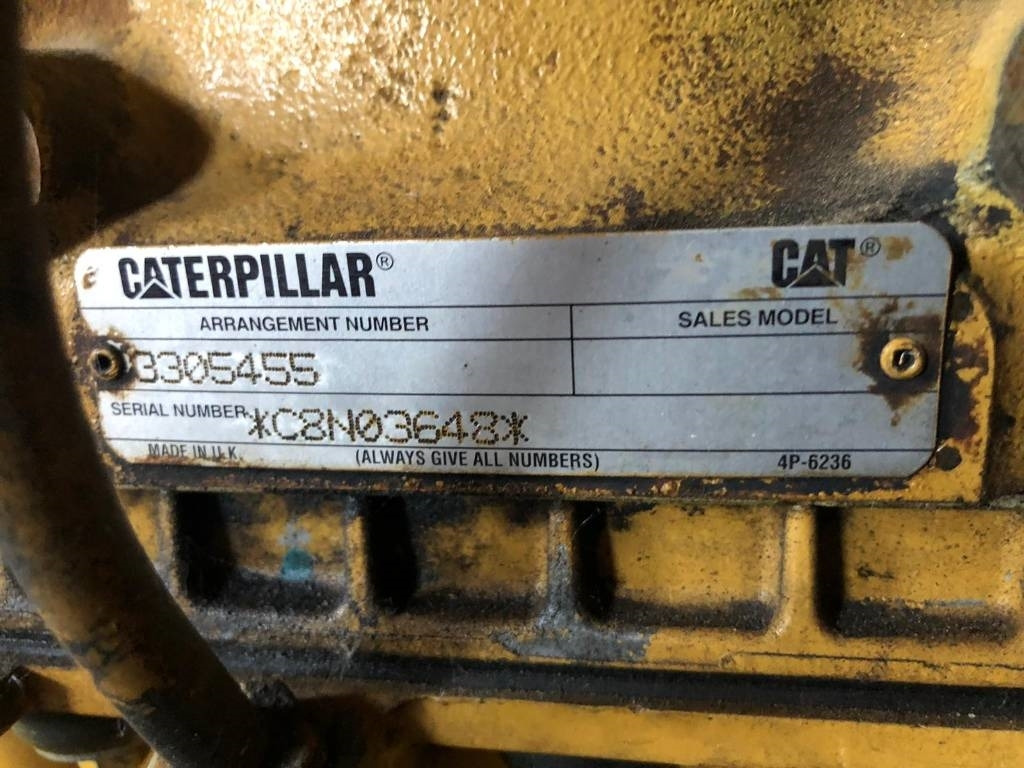 CATERPILLAR® CAT®
ARRANGEMENT NUMBER SALES MODEL
3305455
SERIAL NUMBER *C8N03648*
MADE IN U.K. (ALWAYS GIVE ALL NUMBERS) 4P-6236